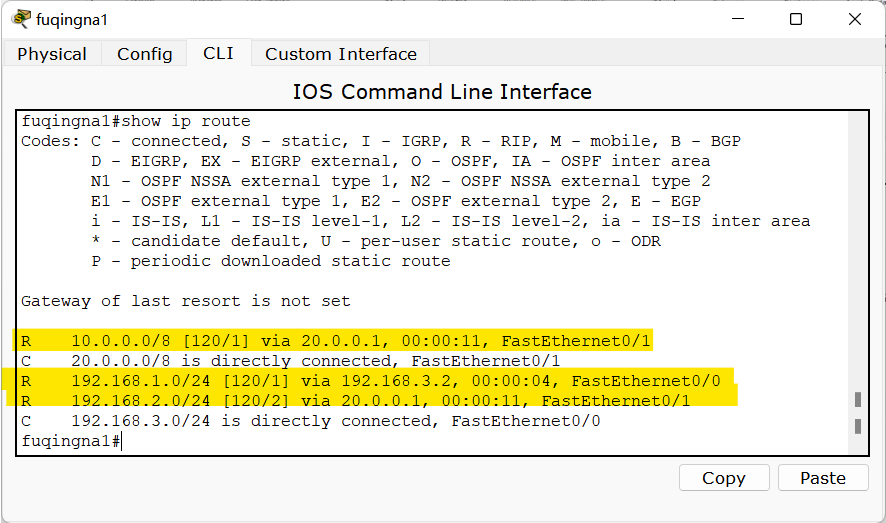 fuqingna1
Physical Config CLI Custom Interface
IOS Command Line Interface
fuqingna1#show ip route
Codes: C - connected, S - static, I - IGRP, R - RIP, M - mobile, B - BGP
D - EIGRP, EX - EIGRP external, O - OSPF, IA - OSPF inter area
N1 - OSPF NSSA external type 1, N2 - OSPF NSSA external type 2
E1 - OSPF external type 1, E2 - OSPF external type 2, E - EGP
i - IS-IS, L1 - IS-IS level-1, L2 - IS-IS level-2, ia - IS-IS inter area
* - candidate default, U - per-user static route, o - ODR
P - periodic downloaded static route
Gateway of last resort is not set
R 10.0.0.0/8 [120/1] via 20.0.0.1, 00:00:11, FastEthernet0/1
C 20.0.0.0/8 is directly connected, FastEthernet0/1
R 192.168.1.0/24 [120/1] via 192.168.3.2, 00:00:04, FastEthernet0/0
R 192.168.2.0/24 [120/2] via 20.0.0.1, 00:00:11, FastEthernet0/1
C 192.168.3.0/24 is directly connected, FastEthernet0/0
fuqingna1#
Copy Paste